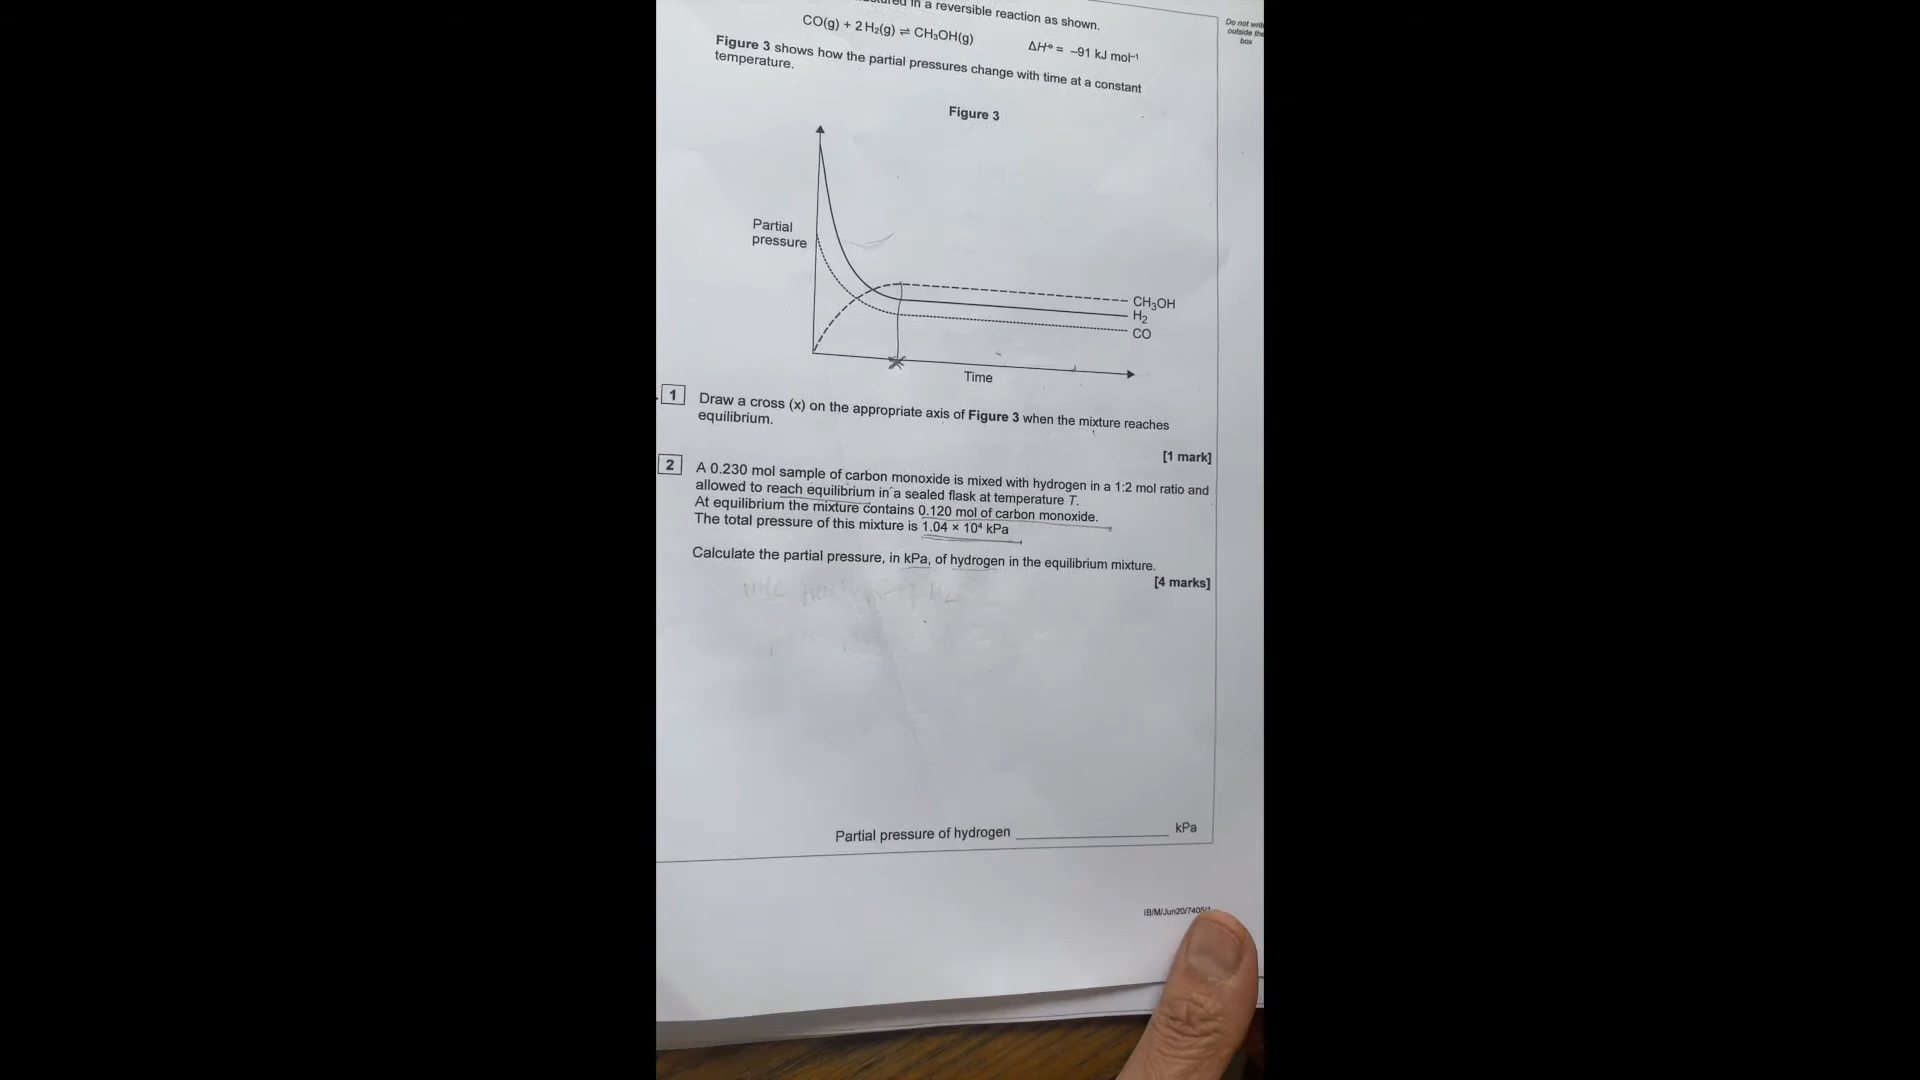 in a reversible reaction as shown.
CO(g) + 2 H₂(g) ⇌ CH₃OH(g) ΔH⦵ = –91 kJ mol⁻¹
Do not write
outside the
box
Figure 3 shows how the partial pressures change with time at a constant
temperature.
Figure 3
Partial
pressure
CH₃OH
H₂
CO
Time
1 Draw a cross (x) on the appropriate axis of Figure 3 when the mixture reaches
equilibrium.
[1 mark]
2 A 0.230 mol sample of carbon monoxide is mixed with hydrogen in a 1:2 mol ratio and
allowed to reach equilibrium in a sealed flask at temperature T.
At equilibrium the mixture contains 0.120 mol of carbon monoxide.
The total pressure of this mixture is 1.04 × 10⁴ kPa
Calculate the partial pressure, in kPa, of hydrogen in the equilibrium mixture.
[4 marks]
Partial pressure of hydrogen kPa
IB/M/Jun20/7405/1